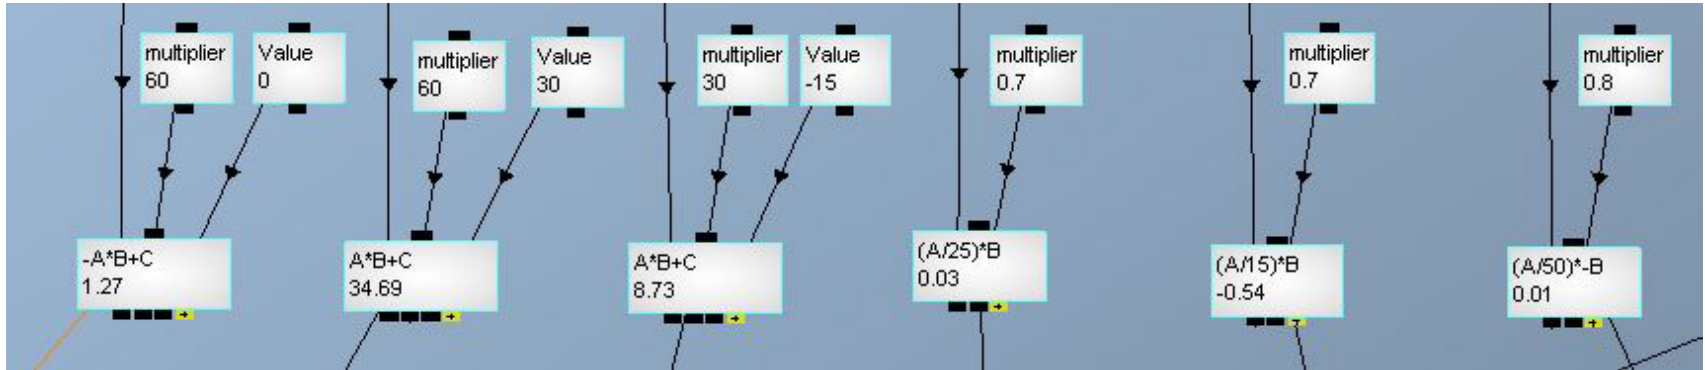 multiplier
60
Value
0
multiplier
60
Value
30
multiplier
30
Value
-15
multiplier
0.7
multiplier
0.7
multiplier
0.8
-A*B+C
1.27
A*B+C
34.69
A*B+C
8.73
(A/25)*B
0.03
(A/15)*B
-0.54
(A/50)*-B
0.01
+
+
+
+
+
+